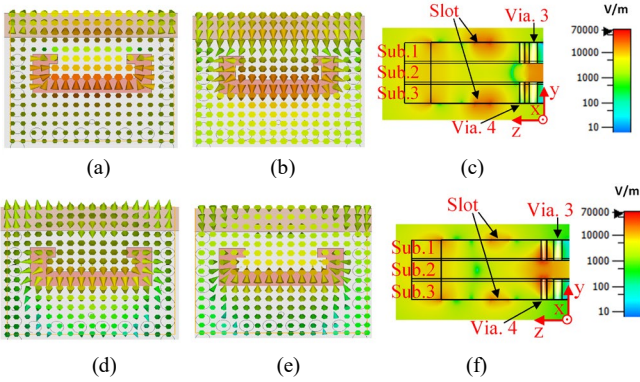 Slot Via. 3 V/m
70000
Sub.1
10000
Sub.2
1000
Sub.3
y
100
x
Via. 4 z
10
(a) (b) (c)
Slot Via. 3 V/m
70000
Sub.1
10000
Sub.2
1000
Sub.3
y
100
x
Via. 4 z
10
(d) (e) (f)